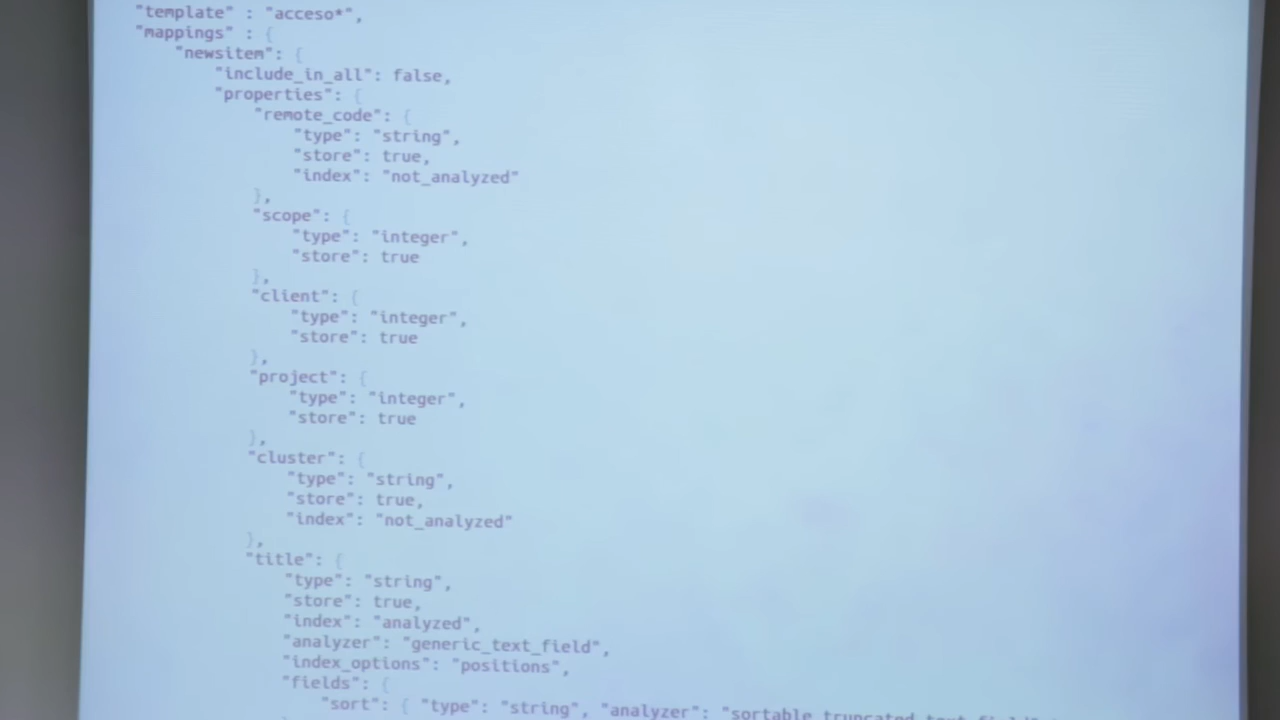 "template" : "acceso*",
"mappings" : {
"newsitem": {
"include_in_all": false,
"properties": {
"remote_code": {
"type": "string",
"store": true,
"index": "not_analyzed"
},
"scope": {
"type": "integer",
"store": true
},
"client": {
"type": "integer",
"store": true
},
"project": {
"type": "integer",
"store": true
},
"cluster": {
"type": "string",
"store": true,
"index": "not_analyzed"
},
"title": {
"type": "string",
"store": true,
"index": "analyzed",
"analyzer": "generic_text_field",
"index_options": "positions",
"fields": {
"sort": { "type": "string", "analyzer": "sortable_truncated_text_field"